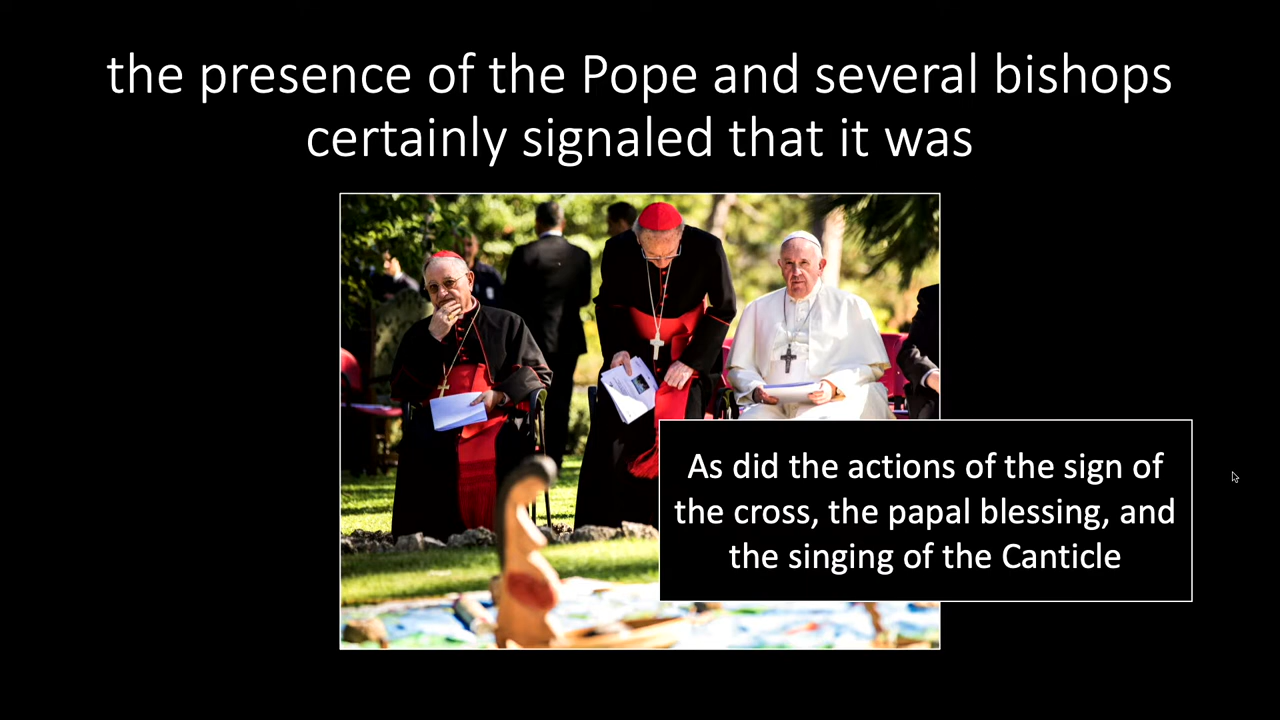 the presence of the Pope and several bishops
certainly signaled that it was
As did the actions of the sign of
the cross, the papal blessing, and
the singing of the Canticle